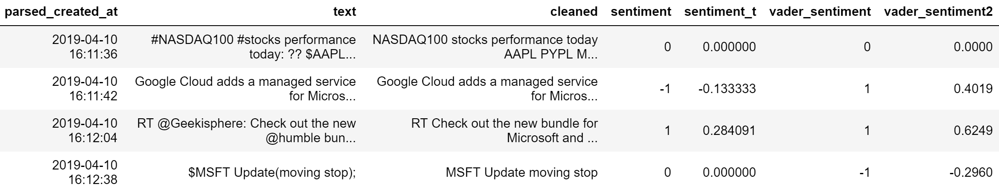 parsed_created_at text cleaned sentiment sentiment_t vader_sentiment vader_sentiment2
2019-04-10 #NASDAQ100 #stocks performance NASDAQ100 stocks performance today
16:11:36 today: ?? $AAPL... AAPL PYPL M... 0 0.000000 0 0.0000
2019-04-10 Google Cloud adds a managed service Google Cloud adds a managed service
16:11:42 for Micros... for Micros... -1 -0.133333 1 0.4019
2019-04-10 RT @Geekisphere: Check out the new RT Check out the new bundle for
16:12:04 @humble bun... Microsoft and ... 1 0.284091 1 0.6249
2019-04-10
16:12:38 $MSFT Update(moving stop); MSFT Update moving stop 0 0.000000 -1 -0.2960